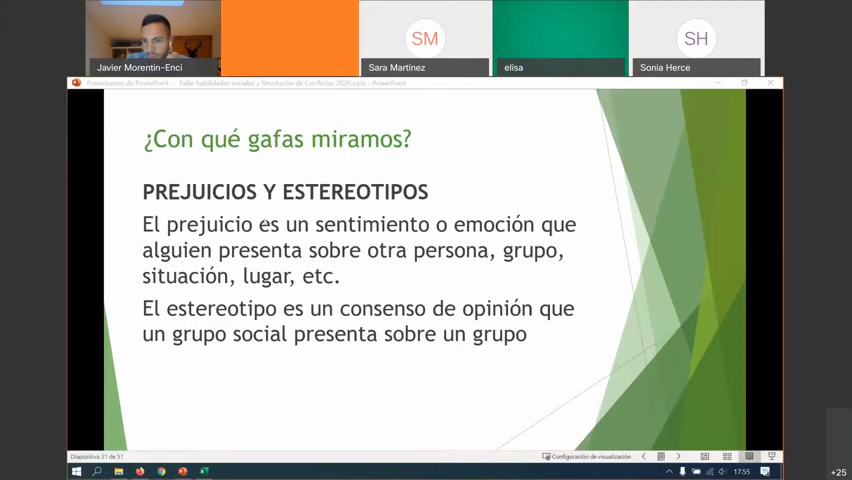 SM
SH
Javier Morentin-Enci
Sara Martinez
elisa
Sonia Herce
Presentación de PowerPoint - Taller habilidades sociales y Resolución de Conflictos 2020.pptx - PowerPoint
¿Con qué gafas miramos?
PREJUICIOS Y ESTEREOTIPOS
El prejuicio es un sentimiento o emoción que
alguien presenta sobre otra persona, grupo,
situación, lugar, etc.
El estereotipo es un consenso de opinión que
un grupo social presenta sobre un grupo
Diapositiva 31 de 51
Configuración de visualización
17:55
+25